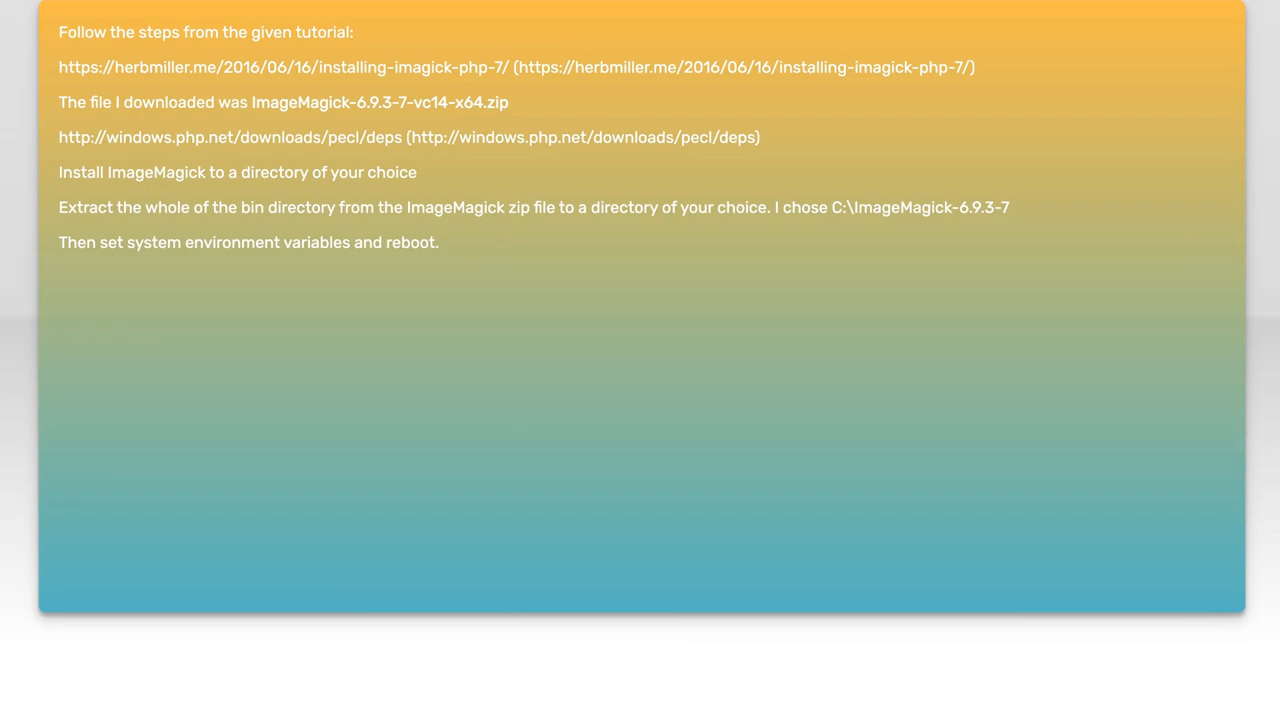 Follow the steps from the given tutorial:
https://herbmiller.me/2016/06/16/installing-imagick-php-7/ (https://herbmiller.me/2016/06/16/installing-imagick-php-7/)
The file I downloaded was ImageMagick-6.9.3-7-vc14-x64.zip
http://windows.php.net/downloads/pecl/deps (http://windows.php.net/downloads/pecl/deps)
Install ImageMagick to a directory of your choice
Extract the whole of the bin directory from the ImageMagick zip file to a directory of your choice. I chose C:\ImageMagick-6.9.3-7
Then set system environment variables and reboot.